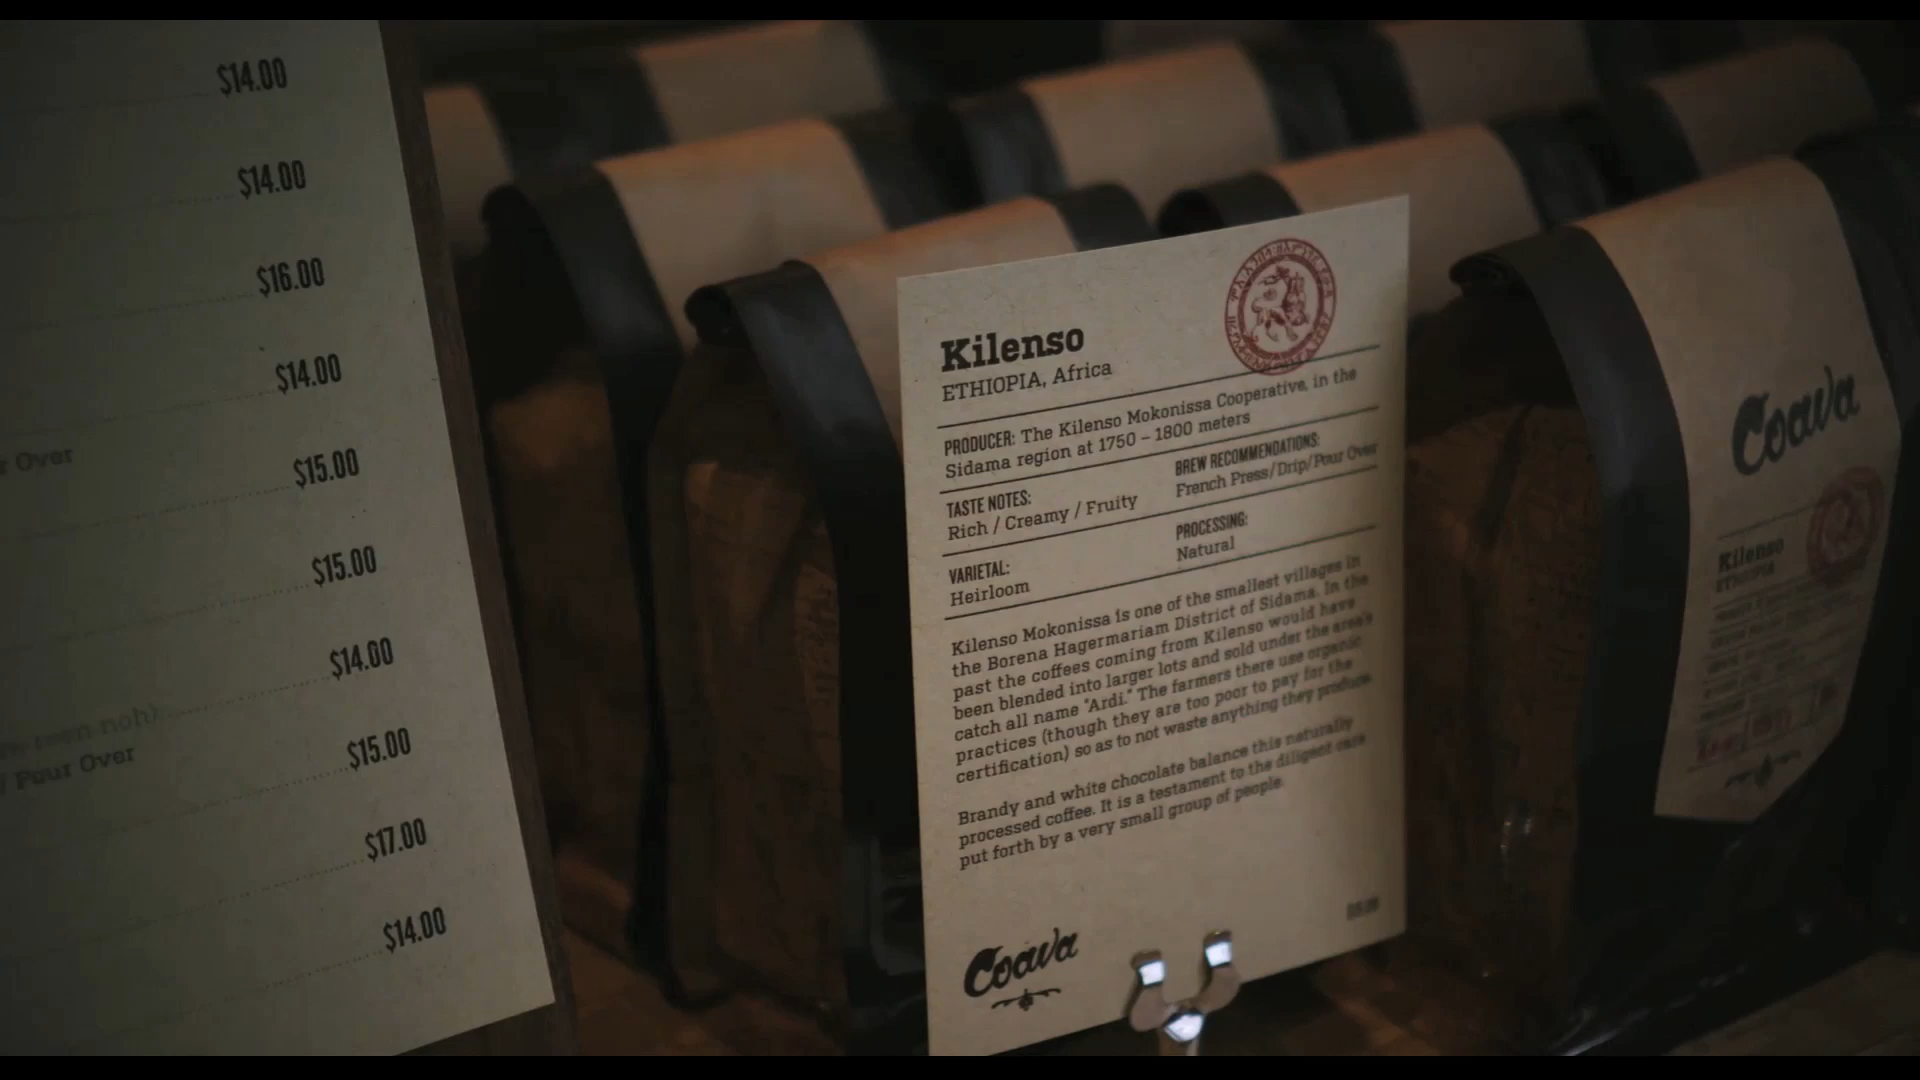 $14.00
$14.00
$16.00
$14.00
Over
$15.00
$15.00
$14.00
/ Pour Over
$15.00
$17.00
$14.00
Kilenso
ETHIOPIA, Africa
PRODUCER: The Kilenso Mokonissa Cooperative, in the
Sidama region at 1750 – 1800 meters
TASTE NOTES:
Rich / Creamy / Fruity
BREW RECOMMENDATIONS:
French Press/Drip/Pour Over
VARIETAL:
Heirloom
PROCESSING:
Natural
Kilenso Mokonissa is one of the smallest villages in
the Borena Hagermariam District of Sidama. In the
past the coffees coming from Kilenso would have
been blended into larger lots and sold under the area's
catch all name "Ardi." The farmers there use organic
practices (though they are too poor to pay for the
certification) so as to not waste anything they produce.
Brandy and white chocolate balance this naturally
processed coffee. It is a testament to the diligent care
put forth by a very small group of people.
Coava
Coava
Kilenso
ETHIOPIA